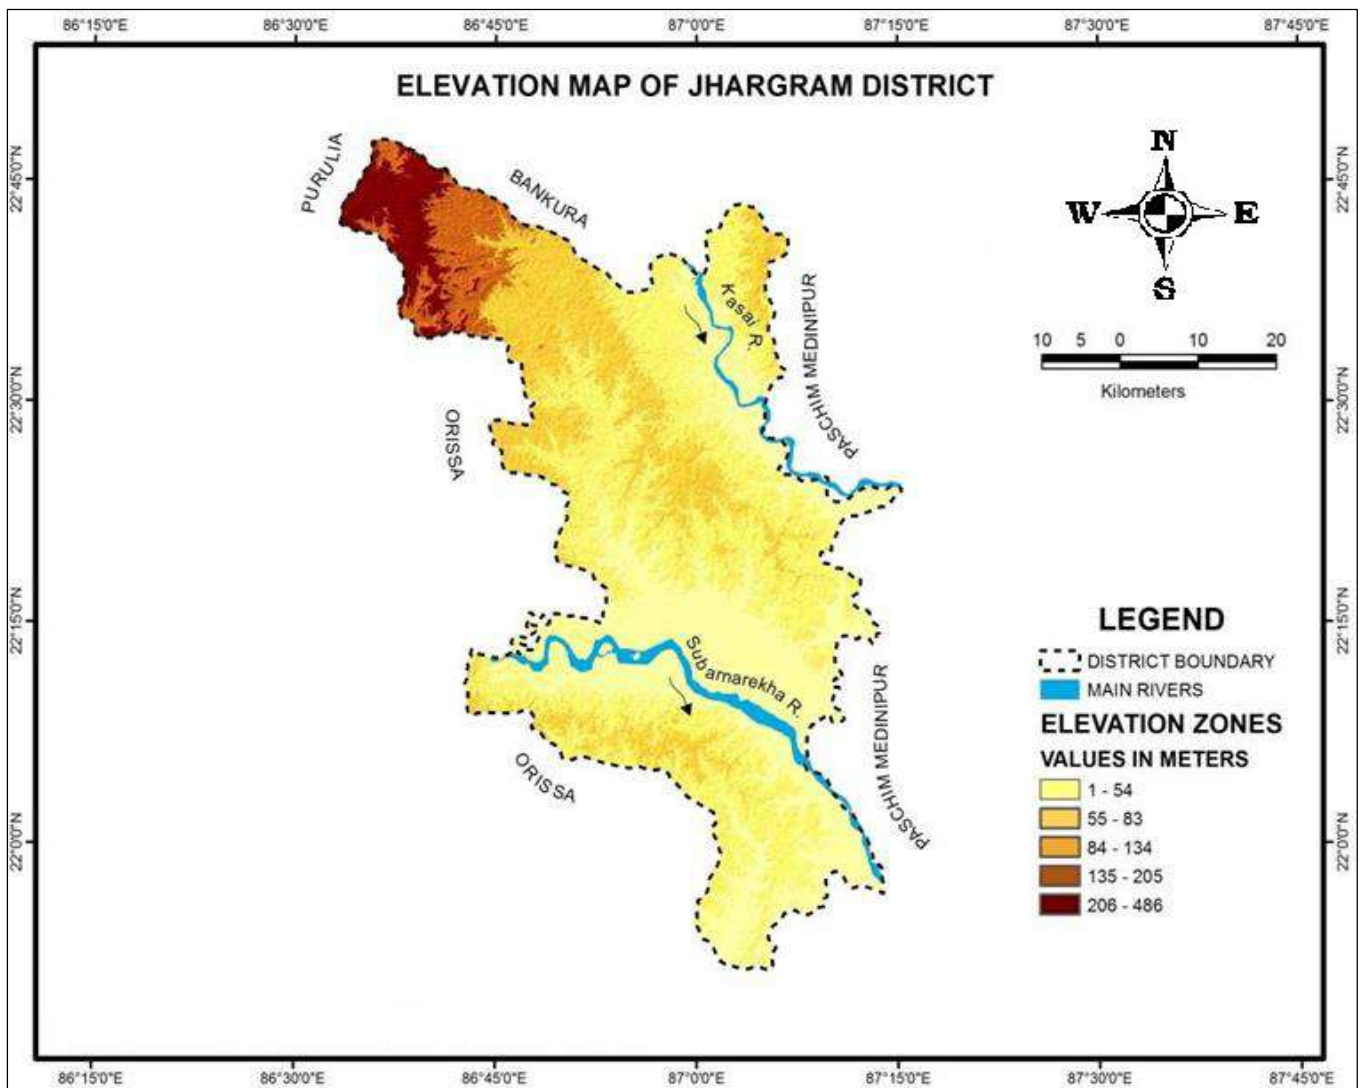 86°15'0"E 86°30'0"E 86°45'0"E 87°0'0"E 87°15'0"E 87°30'0"E 87°45'0"E
ELEVATION MAP OF JHARGRAM DISTRICT
N
W E
S
PURULIA
BANKURA
22°45'0"N
22°45'0"N
Kasai R.
PASCHIM MEDINIPUR
10 5 0 10 20
Kilometers
22°30'0"N
22°30'0"N
ORISSA
22°15'0"N
22°15'0"N
Subarnarekha R.
PASCHIM MEDINIPUR
ORISSA
22°0'0"N
22°0'0"N
LEGEND
DISTRICT BOUNDARY
MAIN RIVERS
ELEVATION ZONES
VALUES IN METERS
1 - 54
55 - 83
84 - 134
135 - 205
206 - 486
86°15'0"E 86°30'0"E 86°45'0"E 87°0'0"E 87°15'0"E 87°30'0"E 87°45'0"E